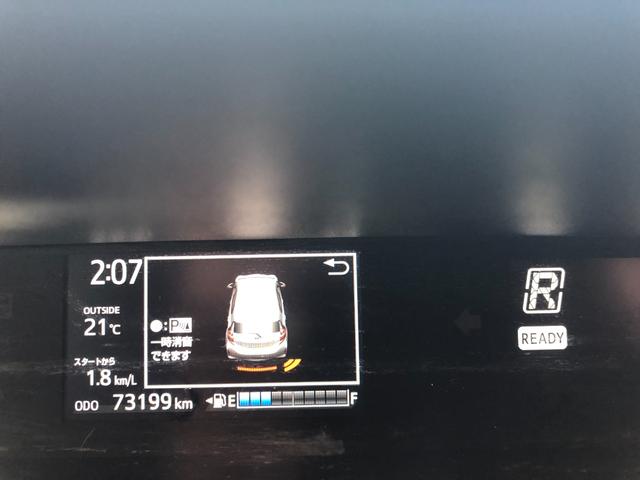 2:07
OUTSIDE
21℃
スタートから
1.8 km/L
●:P
一時消音
できます
ODO 73199 km
E F
R
READY